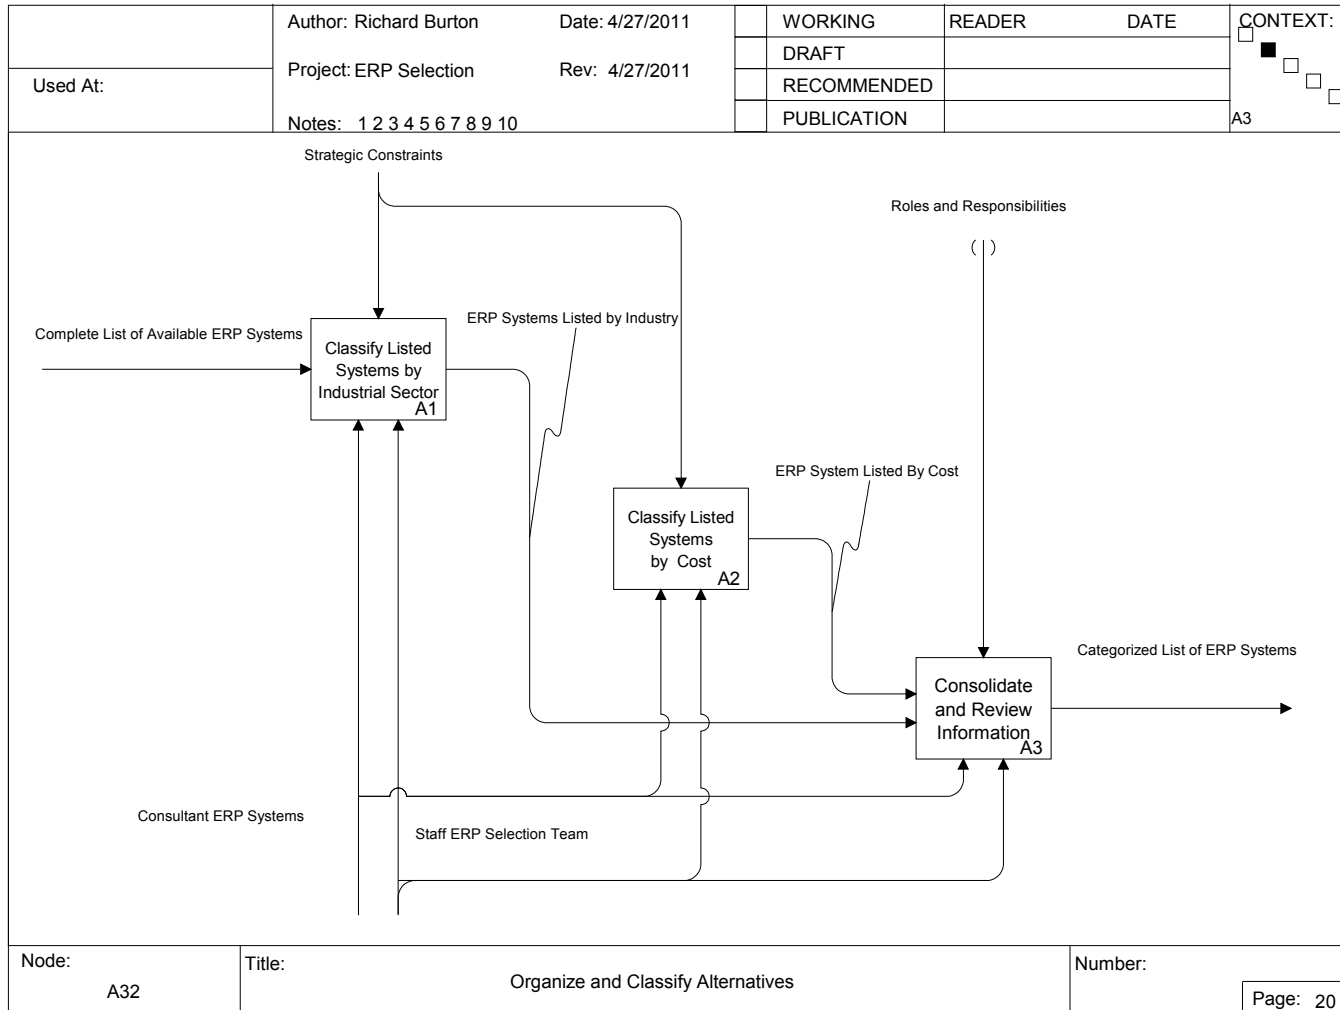 Used At:
Author: Richard Burton
Date: 4/27/2011
Project: ERP Selection
Rev: 4/27/2011
Notes: 1 2 3 4 5 6 7 8 9 10
WORKING
DRAFT
RECOMMENDED
PUBLICATION
READER
DATE
CONTEXT:
A3
Strategic Constraints
Roles and Responsibilities
( )
Complete List of Available ERP Systems
ERP Systems Listed by Industry
Classify Listed
Systems by
Industrial Sector
A1
ERP System Listed By Cost
Classify Listed
Systems
by Cost
A2
Categorized List of ERP Systems
Consolidate
and Review
Information
A3
Consultant ERP Systems
Staff ERP Selection Team
Node:
A32
Title:
Organize and Classify Alternatives
Number:
Page: 20